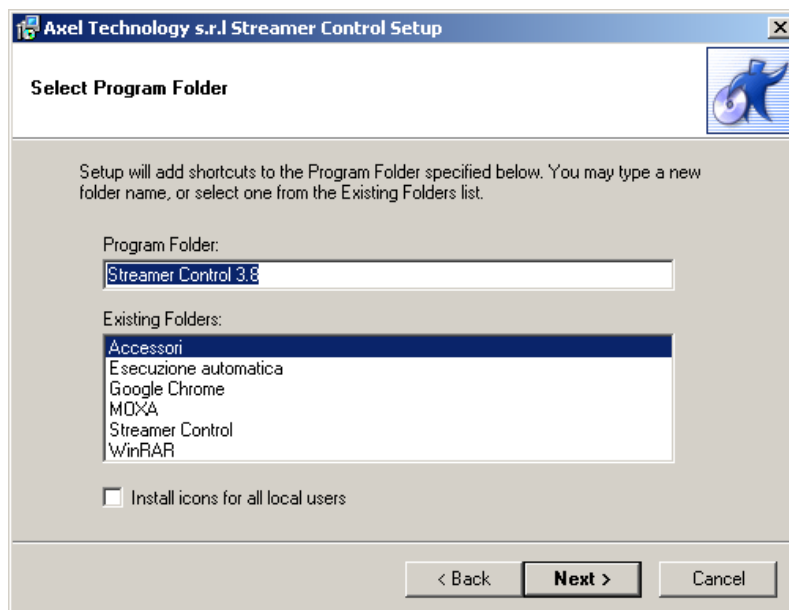 Axel Technology s.r.l Streamer Control Setup
Select Program Folder
Setup will add shortcuts to the Program Folder specified below. You may type a new
folder name, or select one from the Existing Folders list.
Program Folder:
Streamer Control 3.8
Existing Folders:
Accessori
Esecuzione automatica
Google Chrome
MOXA
Streamer Control
WinRAR
Install icons for all local users
< Back
Next >
Cancel